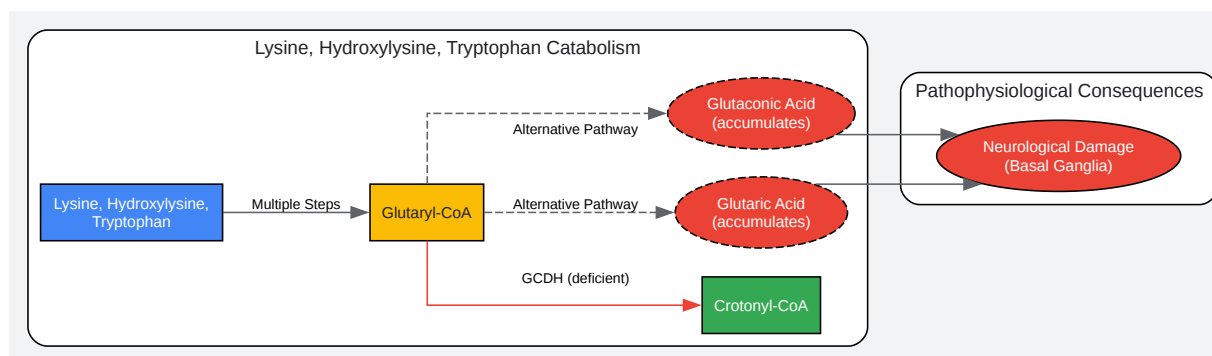 Lysine, Hydroxylysine, Tryptophan Catabolism
Pathophysiological Consequences
Glutaconic Acid
(accumulates)
Alternative Pathway
Neurological Damage
(Basal Ganglia)
Lysine, Hydroxylysine,
Tryptophan
Multiple Steps
Glutaryl-CoA
Alternative Pathway
Glutaric Acid
(accumulates)
GCDH (deficient)
Crotonyl-CoA